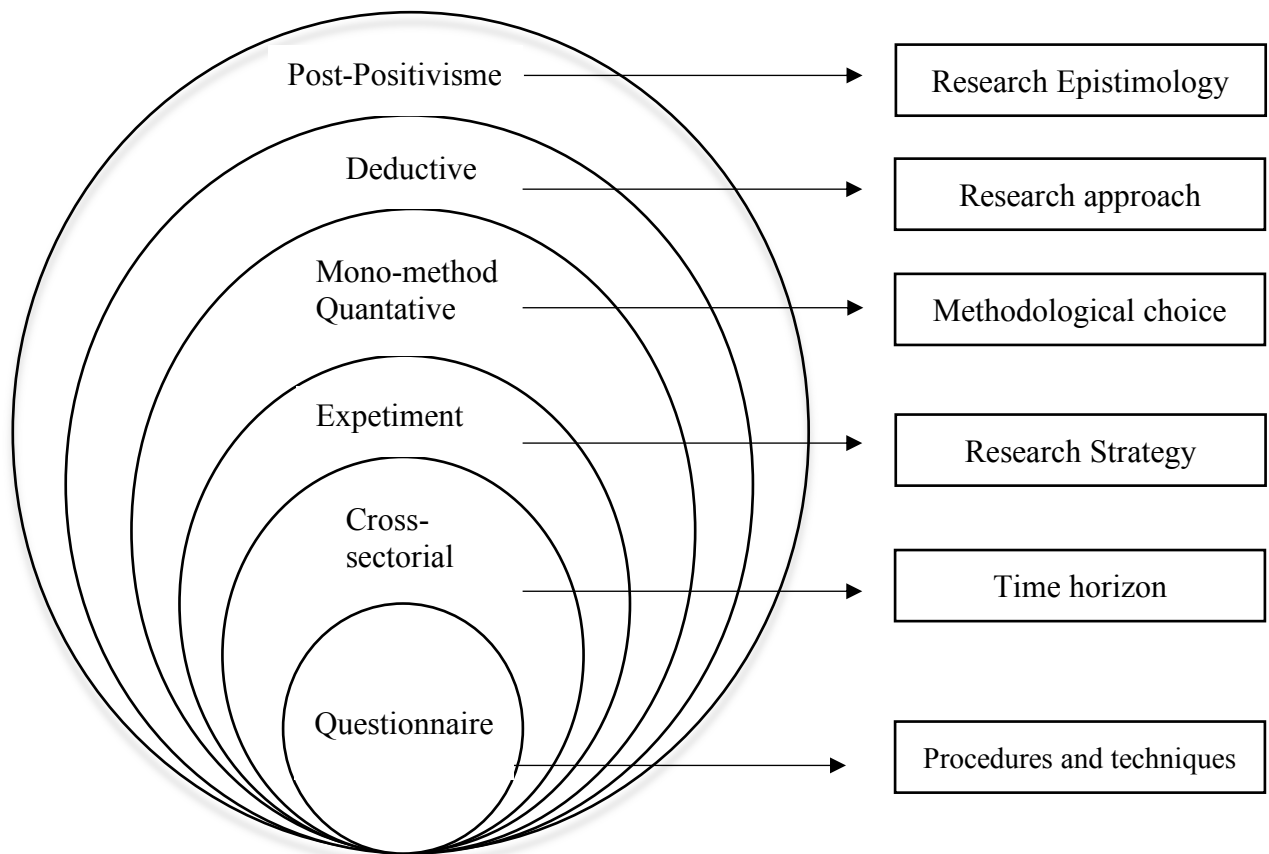 Post-Positivisme
Research Epistimology
Deductive
Research approach
Mono-method
Quantative
Methodological choice
Expetiment
Research Strategy
Cross-
sectorial
Time horizon
Questionnaire
Procedures and techniques